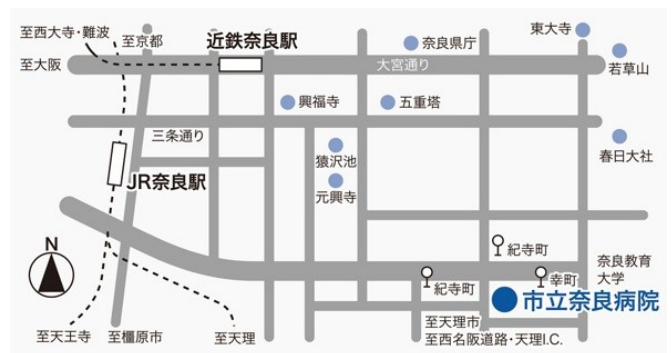 至西大寺・難波
至京都
近鉄奈良駅
奈良県庁
東大寺
至大阪
大宮通り
若草山
興福寺
五重塔
三条通り
猿沢池
春日大社
JR奈良駅
元興寺
N
紀寺町
奈良教育
大学
紀寺町
幸町
市立奈良病院
至天理市
至天王寺
至橿原市
至天理
至西名阪道路・天理I.C.